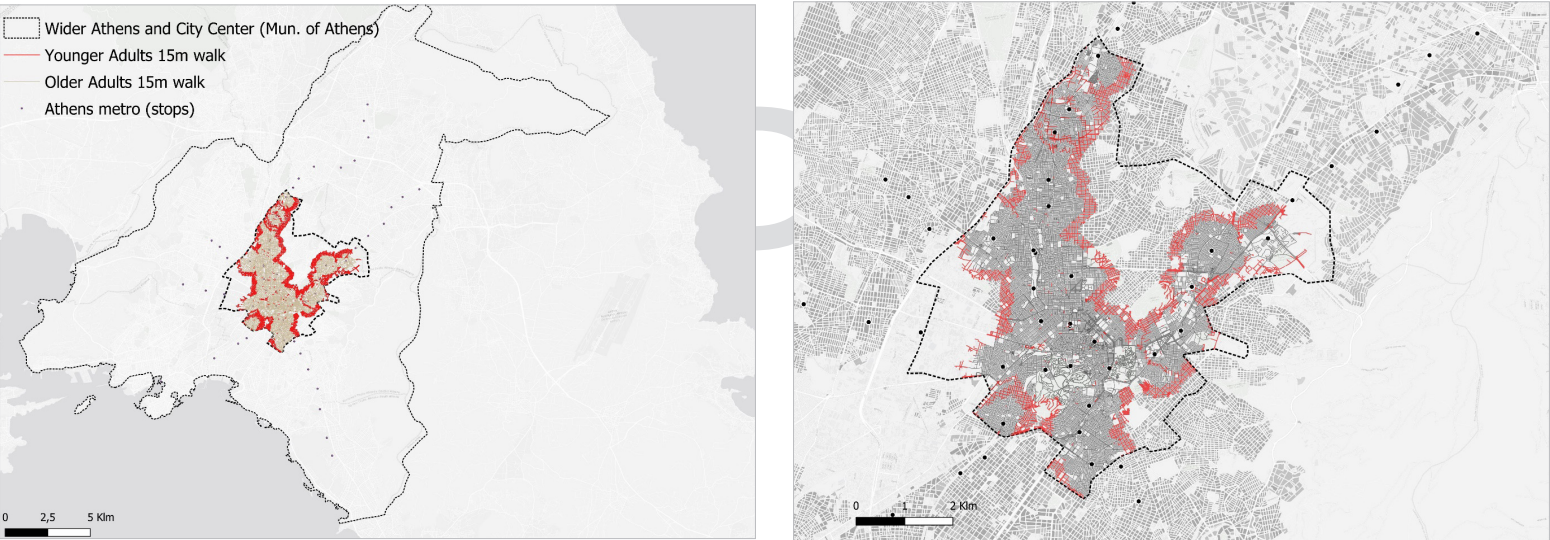 Wider Athens and City Center (Mun. of Athens)
Younger Adults 15m walk
Older Adults 15m walk
Athens metro (stops)
0 2,5 5 Klm
0 1 2 Klm